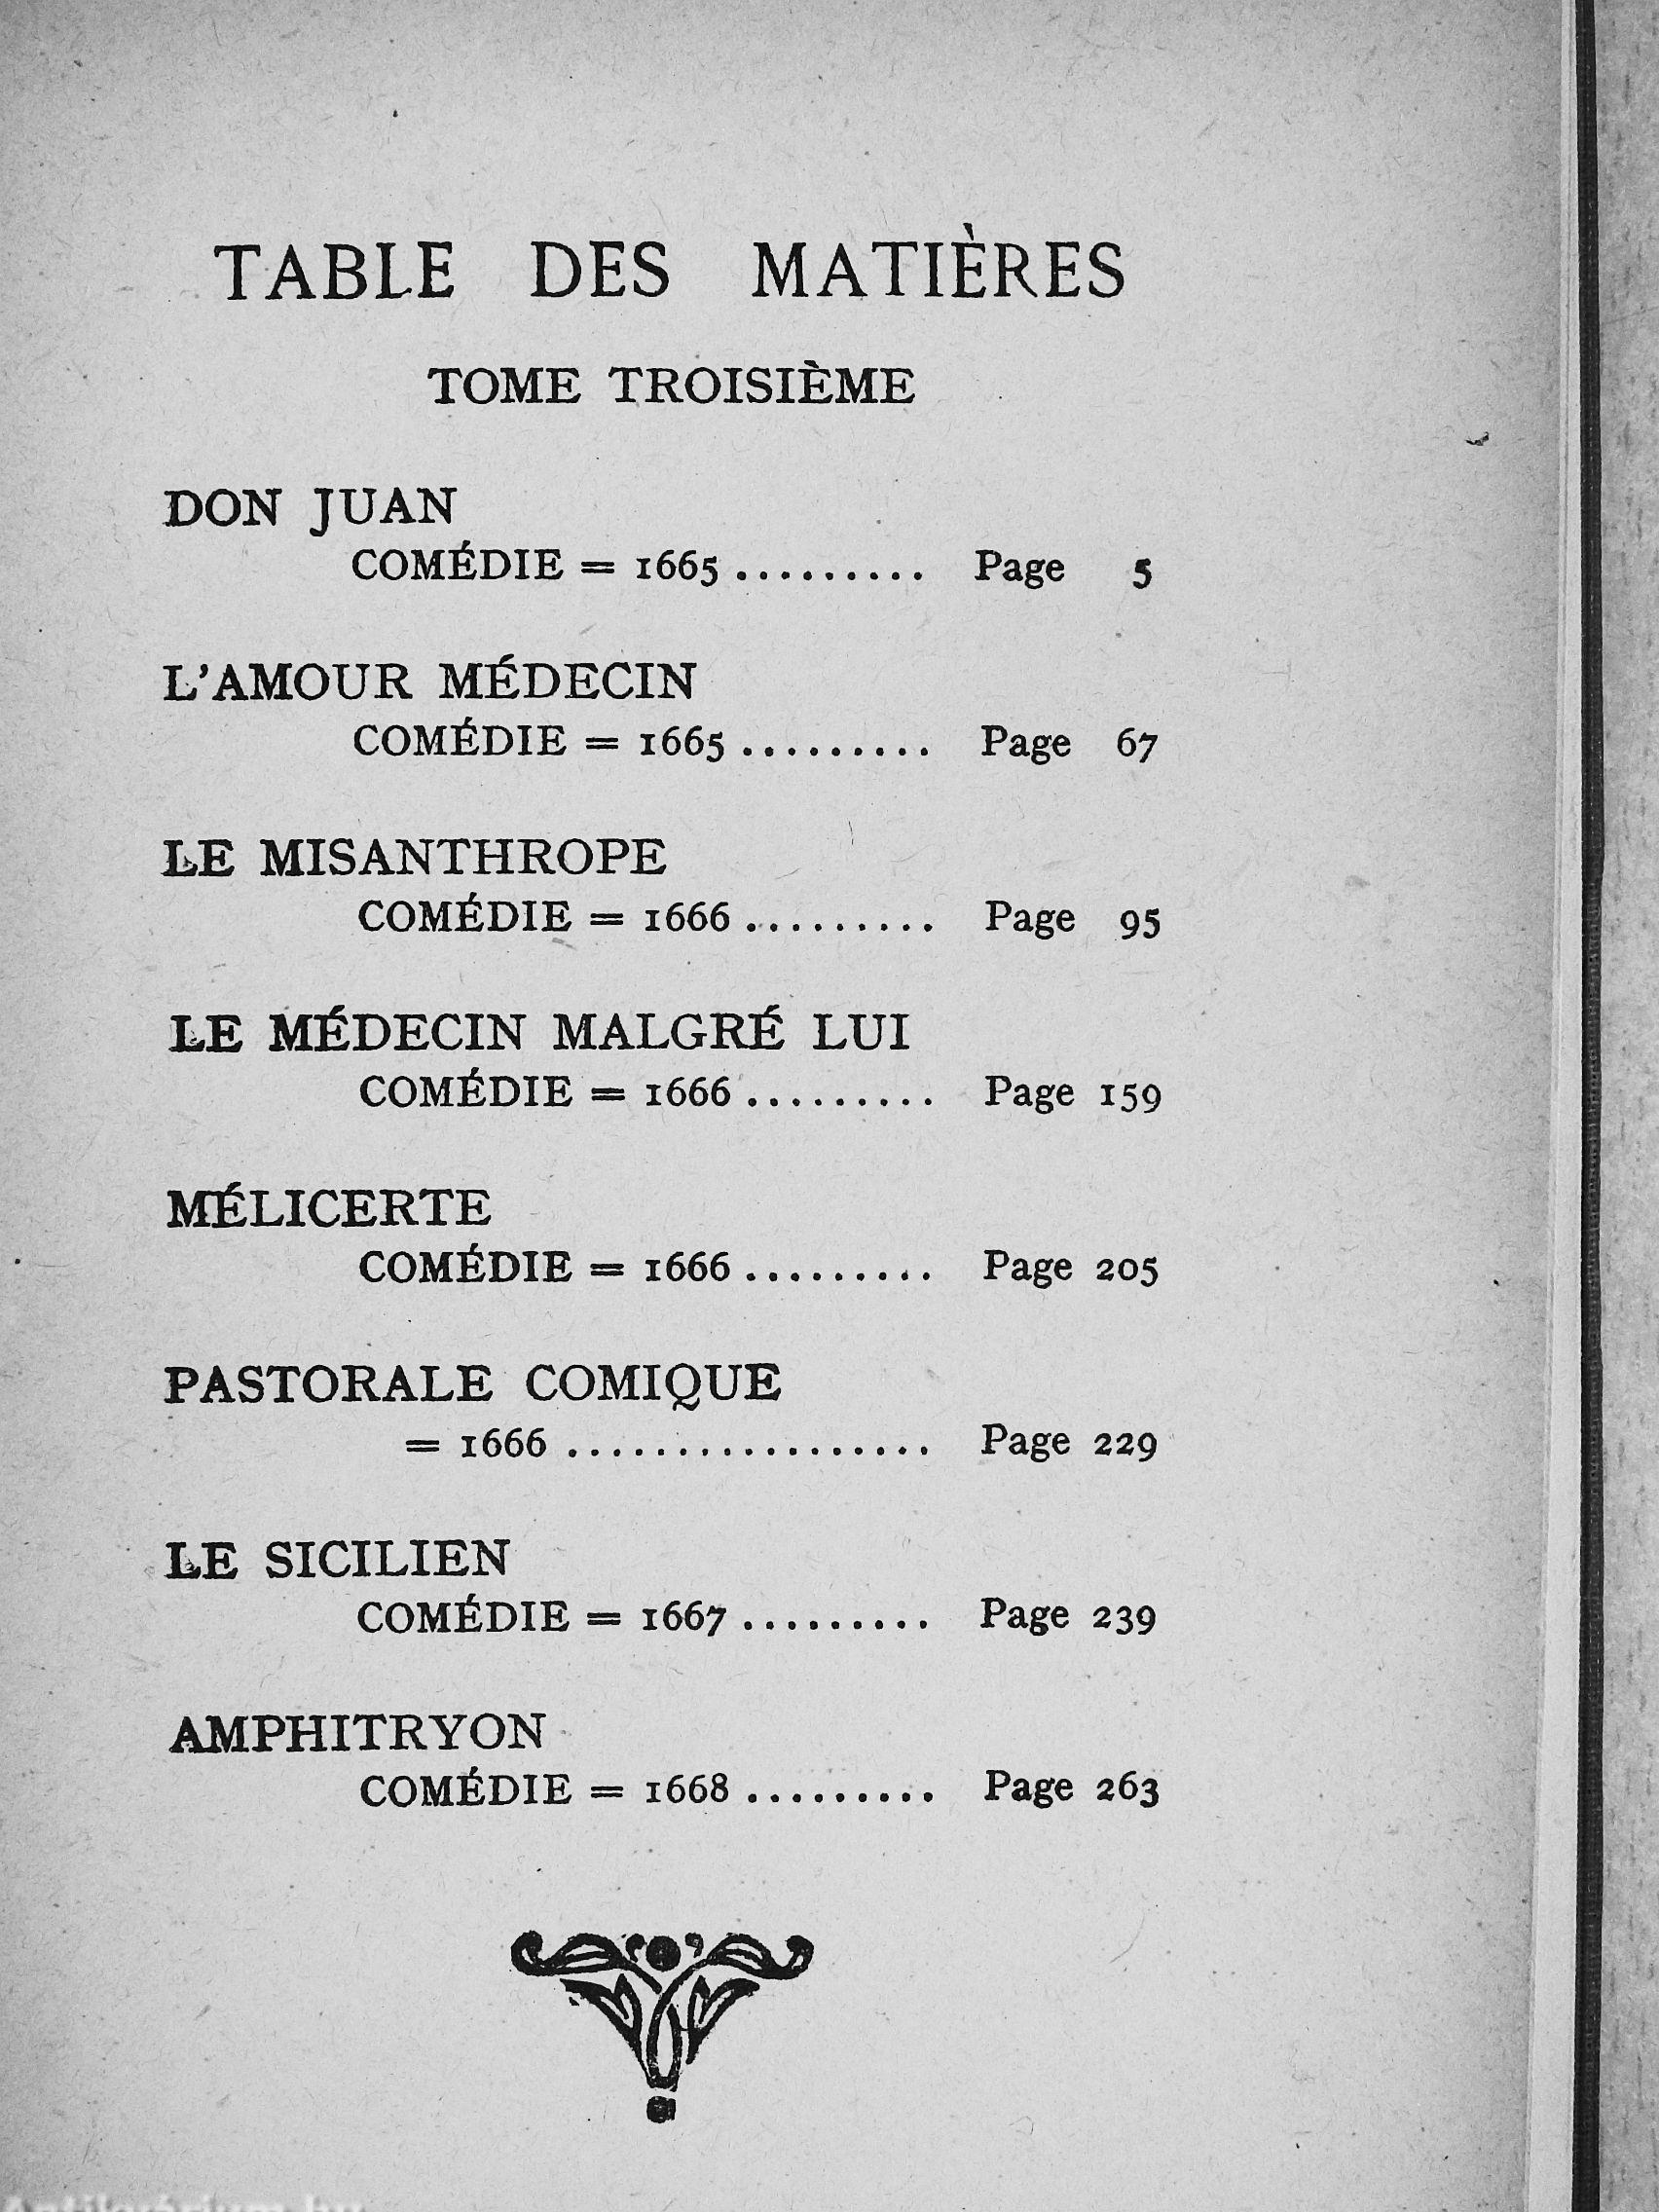 TABLE DES MATIÈRES
TOME TROISIÈME
DON JUAN
COMÉDIE = 1665 ......... Page 5
L'AMOUR MÉDECIN
COMÉDIE = 1665 ......... Page 67
LE MISANTHROPE
COMÉDIE = 1666 ......... Page 95
LE MÉDECIN MALGRÉ LUI
COMÉDIE = 1666 ......... Page 159
MÉLICERTE
COMÉDIE = 1666 ......... Page 205
PASTORALE COMIQUE
= 1666 ................. Page 229
LE SICILIEN
COMÉDIE = 1667 ......... Page 239
AMPHITRYON
COMÉDIE = 1668 ......... Page 263